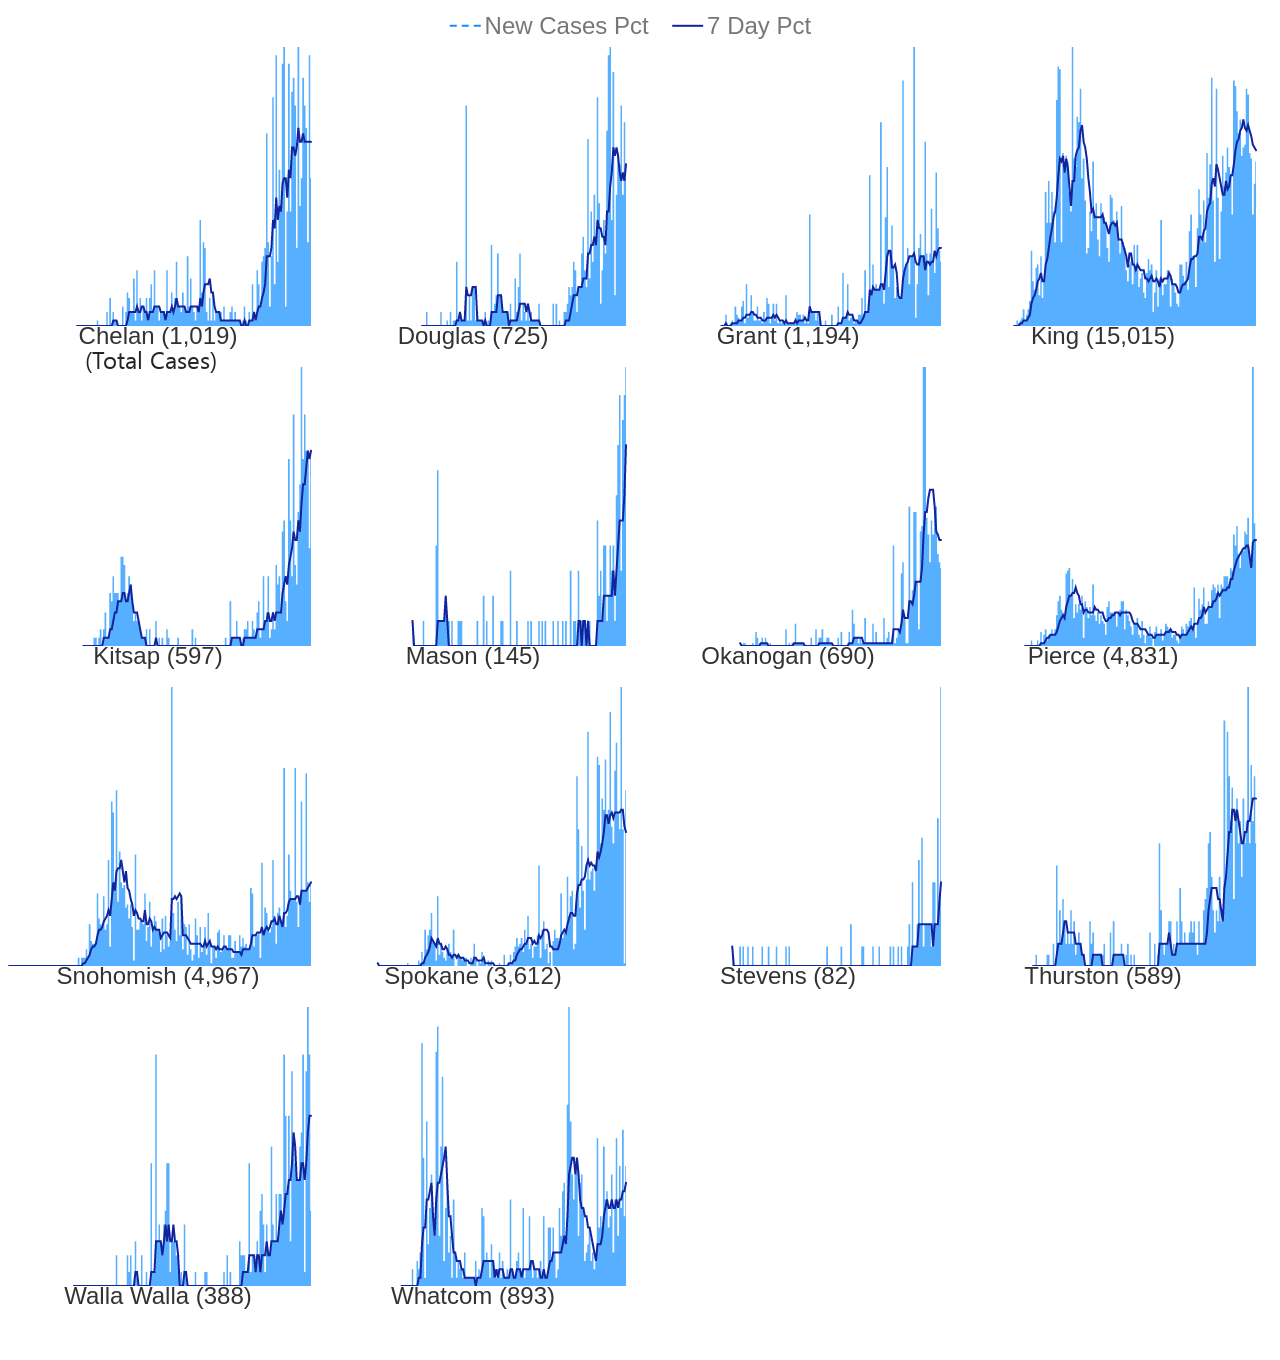 New Cases Pct 7 Day Pct
Chelan (1,019) Douglas (725) Grant (1,194) King (15,015)
(Total Cases)
Kitsap (597) Mason (145) Okanogan (690) Pierce (4,831)
Snohomish (4,967) Spokane (3,612) Stevens (82) Thurston (589)
Walla Walla (388) Whatcom (893)